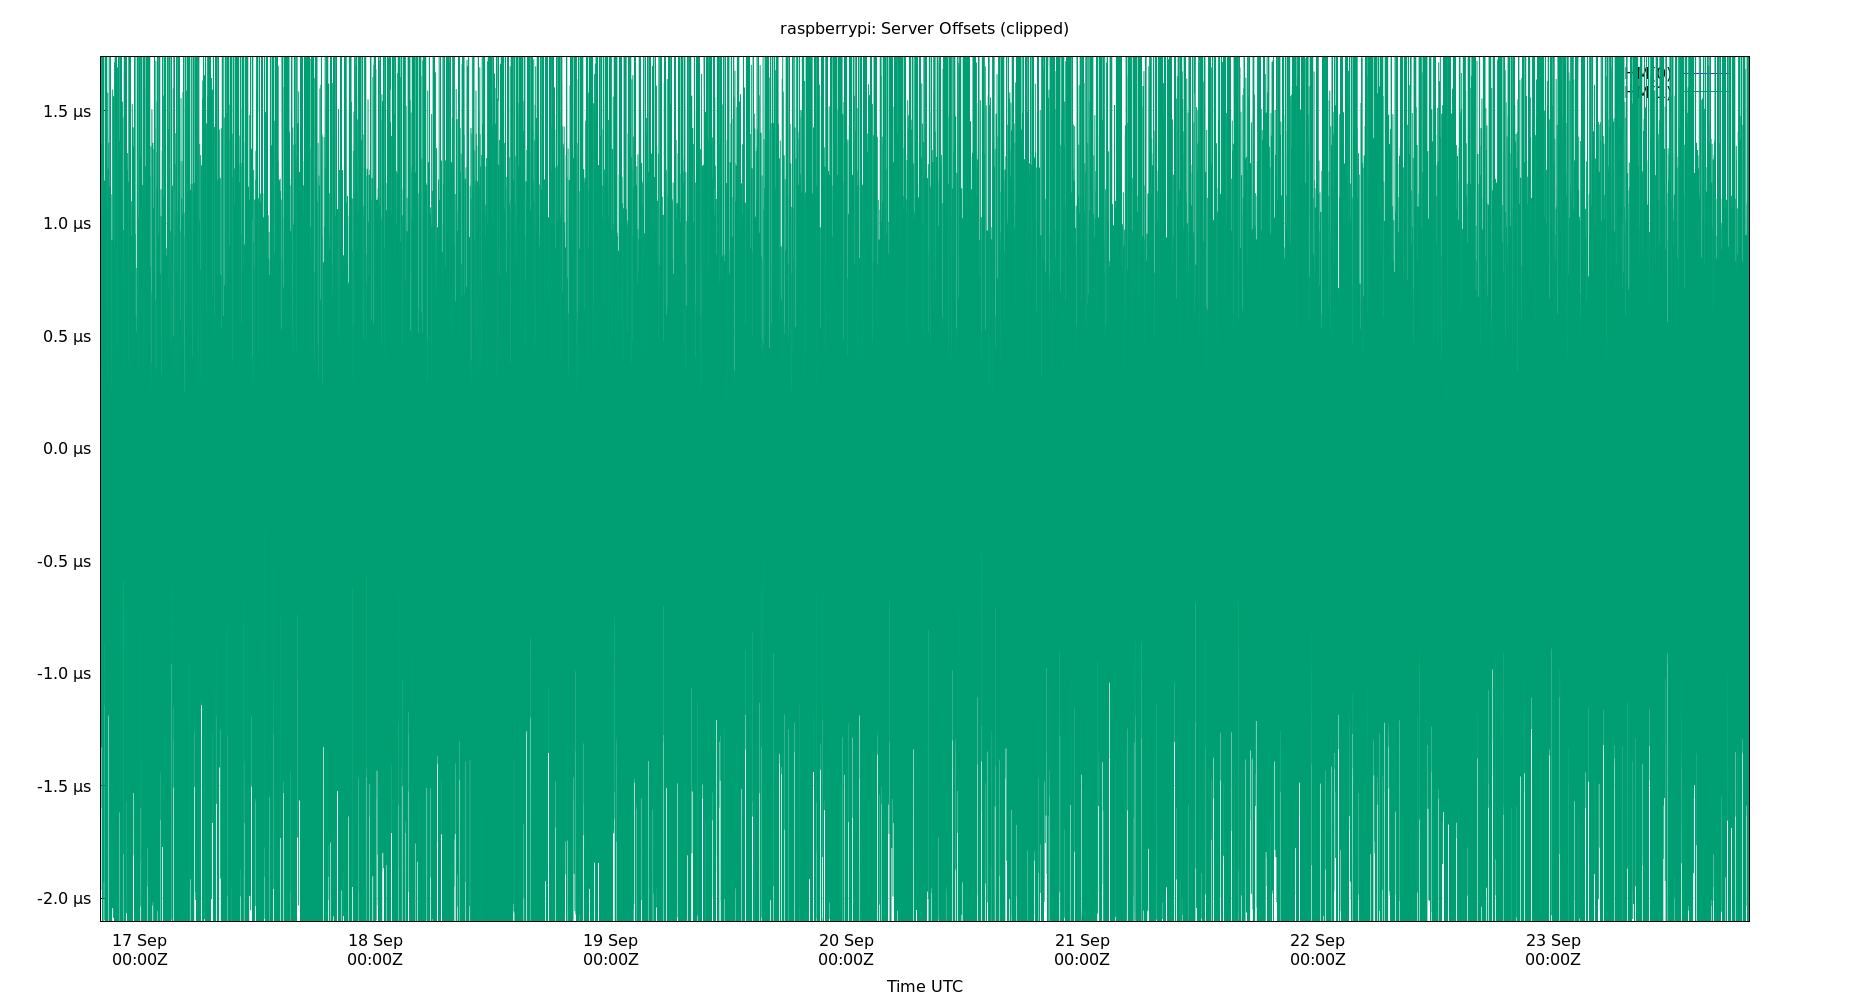 raspberrypi: Server Offsets (clipped)
1.5 µs
1.0 µs
0.5 µs
0.0 µs
-0.5 µs
-1.0 µs
-1.5 µs
-2.0 µs
17 Sep
00:00Z
18 Sep
00:00Z
19 Sep
00:00Z
20 Sep
00:00Z
21 Sep
00:00Z
22 Sep
00:00Z
23 Sep
00:00Z
Time UTC